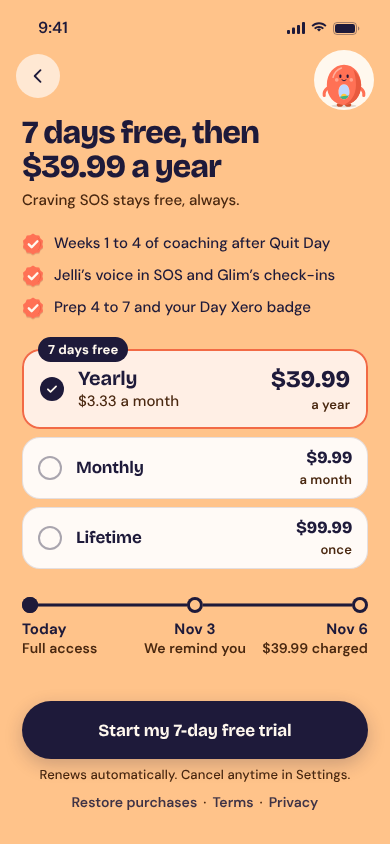 9:41
7 days free, then
$39.99 a year
Craving SOS stays free, always.
Weeks 1 to 4 of coaching after Quit Day
Jelli’s voice in SOS and Glim’s check-ins
Prep 4 to 7 and your Day Xero badge
7 days free
Yearly $39.99
$3.33 a month a year
Monthly $9.99
a month
Lifetime $99.99
once
Today Nov 3 Nov 6
Full access We remind you $39.99 charged
Start my 7-day free trial
Renews automatically. Cancel anytime in Settings.
Restore purchases · Terms · Privacy